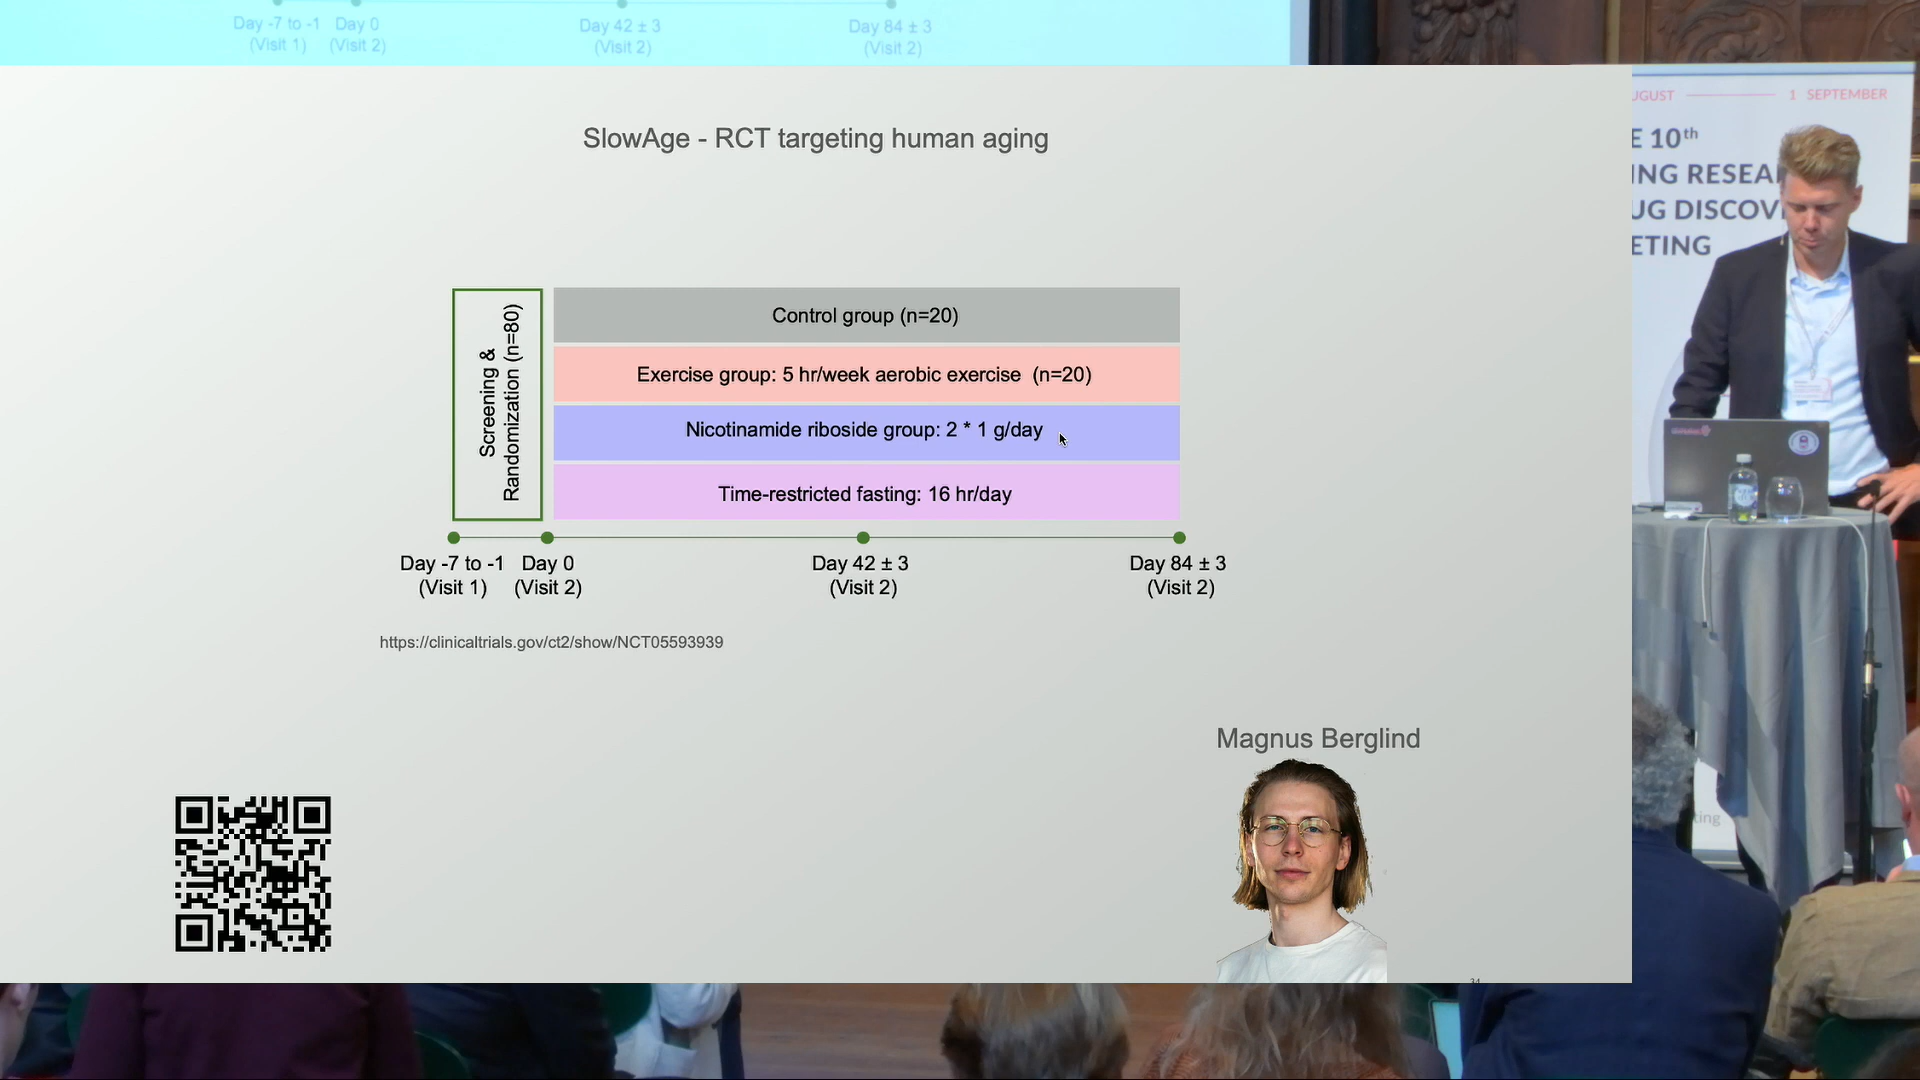 Day -7 to -1
(Visit 1)
Day 0
(Visit 2)
Day 42 ± 3
(Visit 2)
Day 84 ± 3
(Visit 2)
SlowAge - RCT targeting human aging
Screening &
Randomization (n=80)
Control group (n=20)
Exercise group: 5 hr/week aerobic exercise (n=20)
Nicotinamide riboside group: 2 * 1 g/day
Time-restricted fasting: 16 hr/day
Day -7 to -1
(Visit 1)
Day 0
(Visit 2)
Day 42 ± 3
(Visit 2)
Day 84 ± 3
(Visit 2)
https://clinicaltrials.gov/ct2/show/NCT05593939
Magnus Berglind
34
UGUST 1 SEPTEMBER
E 10th
ING RESEA
UG DISCOV
ETING
ting